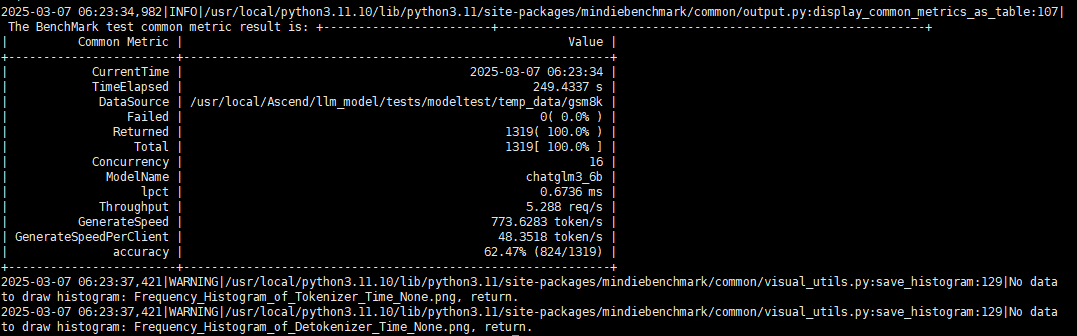 2025-03-07 06:23:34,982|INFO|/usr/local/python3.11.10/lib/python3.11/site-packages/mindiebenchmark/common/output.py:display_common_metrics_as_table:107|
The BenchMark test common metric result is: +------------------------+------------------------------------------------------------+
| Common Metric | Value |
+------------------------+------------------------------------------------------------+
| CurrentTime | 2025-03-07 06:23:34 |
| TimeElapsed | 249.4337 s |
| DataSource | /usr/local/Ascend/llm_model/tests/modeltest/temp_data/gsm8k |
| Failed | 0( 0.0% ) |
| Returned | 1319( 100.0% ) |
| Total | 1319[ 100.0% ] |
| Concurrency | 16 |
| ModelName | chatglm3_6b |
| lpct | 0.6736 ms |
| Throughput | 5.288 req/s |
| GenerateSpeed | 773.6283 token/s |
| GenerateSpeedPerClient | 48.3518 token/s |
| accuracy | 62.47% (824/1319) |
+------------------------+------------------------------------------------------------+
2025-03-07 06:23:37,421|WARNING|/usr/local/python3.11.10/lib/python3.11/site-packages/mindiebenchmark/common/visual_utils.py:save_histogram:129|No data
to draw histogram: Frequency_Histogram_of_Tokenizer_Time_None.png, return.
2025-03-07 06:23:37,421|WARNING|/usr/local/python3.11.10/lib/python3.11/site-packages/mindiebenchmark/common/visual_utils.py:save_histogram:129|No data
to draw histogram: Frequency_Histogram_of_Detokenizer_Time_None.png, return.